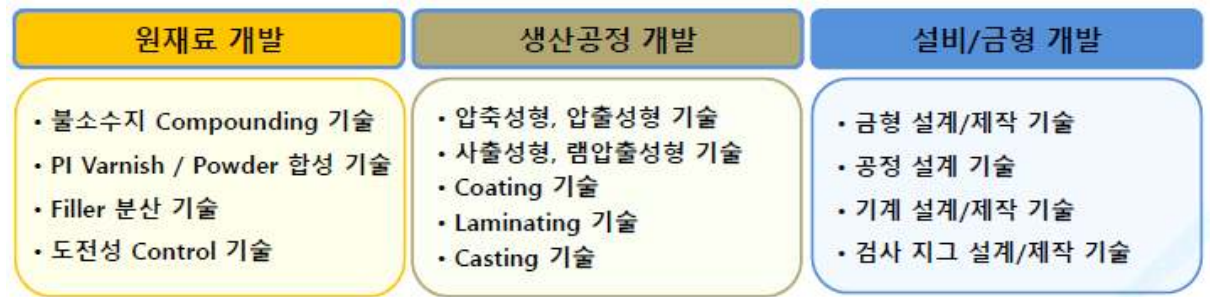 원재료 개발
• 불소수지 Compounding 기술
• PI Varnish / Powder 합성 기술
• Filler 분산 기술
• 도전성 Control 기술
생산공정 개발
• 압축성형, 압출성형 기술
• 사출성형, 램압출성형 기술
• Coating 기술
• Laminating 기술
• Casting 기술
설비/금형 개발
• 금형 설계/제작 기술
• 공정 설계 기술
• 기계 설계/제작 기술
• 검사 지그 설계/제작 기술